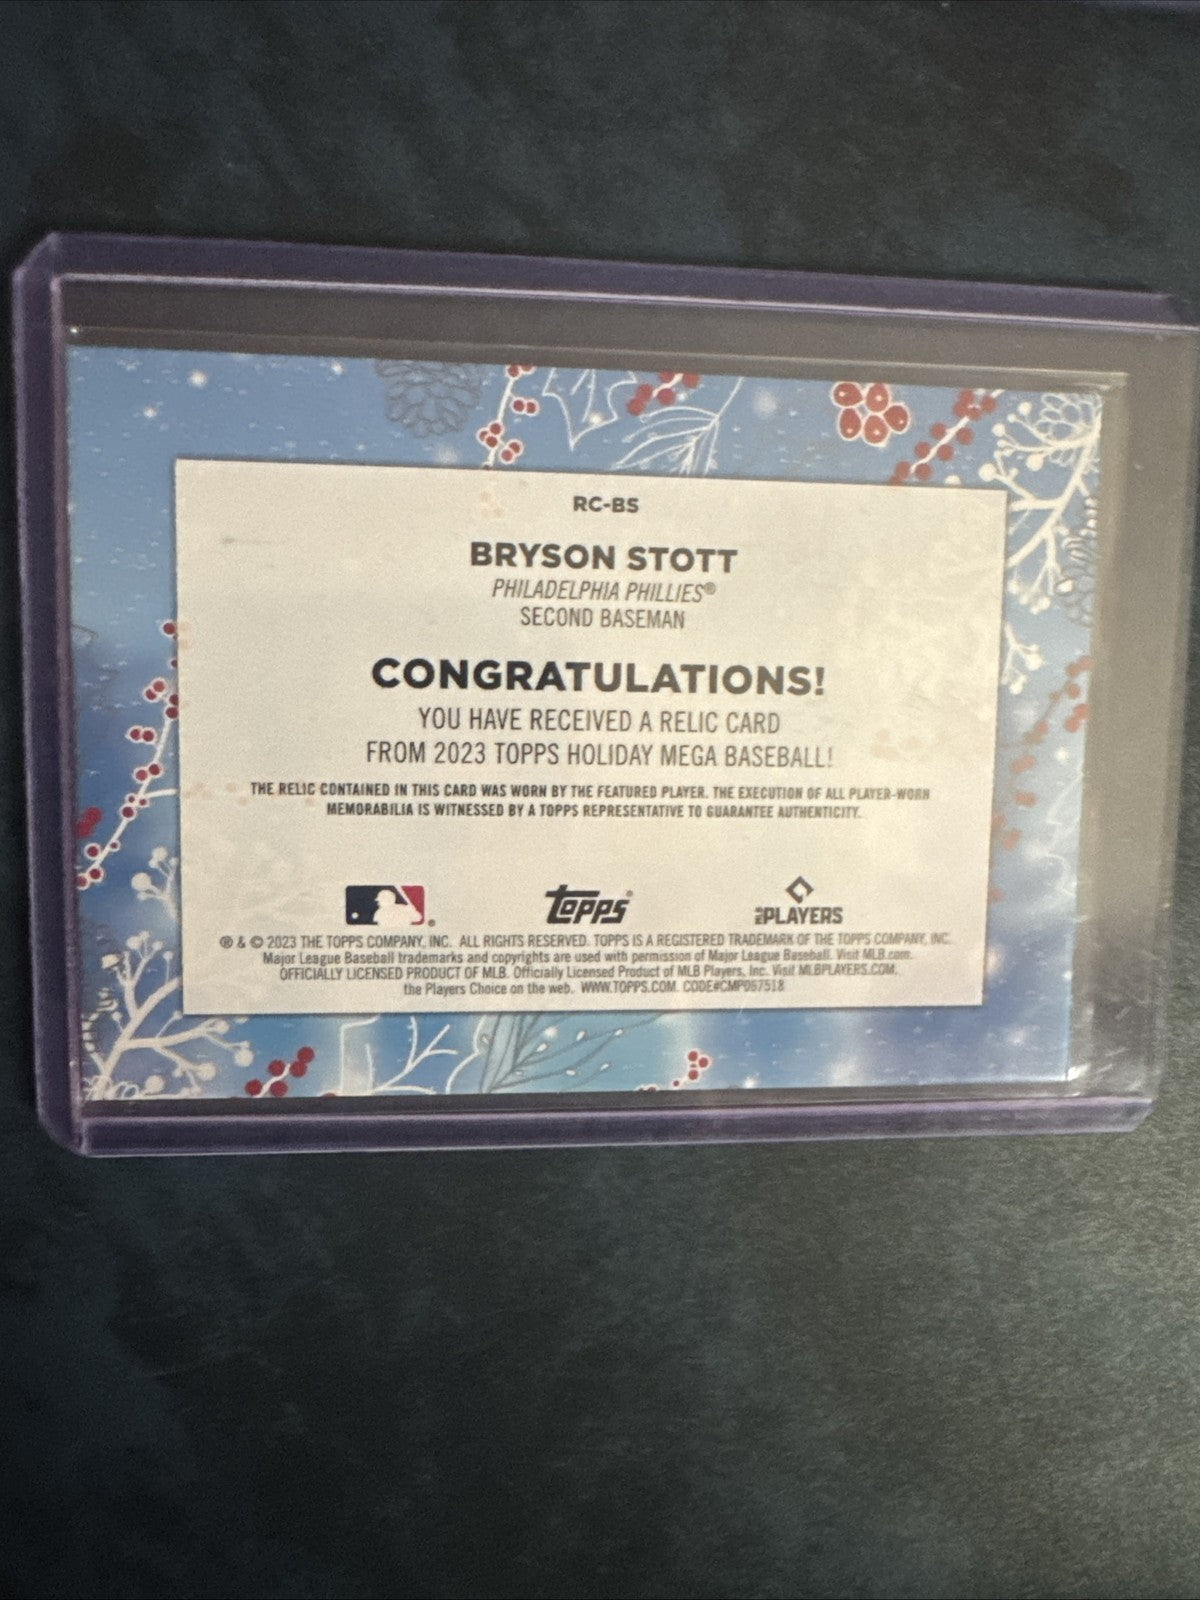 RC-BS
BRYSON STOTT
PHILADELPHIA PHILLIES®
SECOND BASEMAN
CONGRATULATIONS!
YOU HAVE RECEIVED A RELIC CARD
FROM 2023 TOPPS HOLIDAY MEGA BASEBALL!
THE RELIC CONTAINED IN THIS CARD WAS WORN BY THE FEATURED PLAYER. THE EXECUTION OF ALL PLAYER-WORN
MEMORABILIA IS WITNESSED BY A TOPPS REPRESENTATIVE TO GUARANTEE AUTHENTICITY.
® Topps® PLAYERS
® & © 2023 THE TOPPS COMPANY, INC. ALL RIGHTS RESERVED. TOPPS IS A REGISTERED TRADEMARK OF THE TOPPS COMPANY, INC.
Major League Baseball trademarks and copyrights are used with permission of Major League Baseball. Visit MLB.com.
OFFICIALLY LICENSED PRODUCT OF MLB. Officially Licensed Product of MLB Players, Inc. Visit MLBPLAYERS.COM,
the Players Choice on the web. WWW.TOPPS.COM. CODE#CMP067518